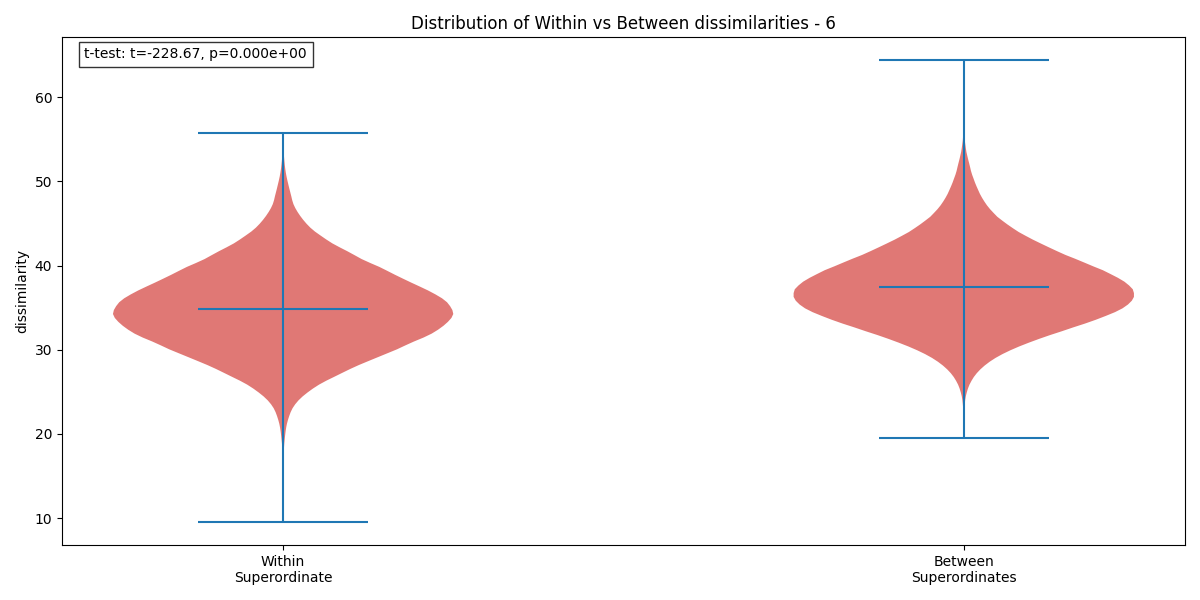 Distribution of Within vs Between dissimilarities - 6
t-test: t=-228.67, p=0.000e+00
dissimilarity
60
50
40
30
20
10
Within
Superordinate
Between
Superordinates